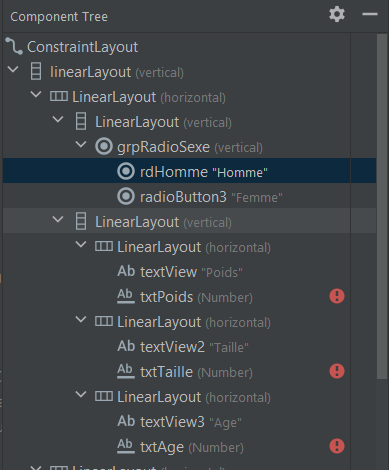 Component Tree
ConstraintLayout
linearLayout (vertical)
LinearLayout (horizontal)
LinearLayout (vertical)
grpRadioSexe (vertical)
rdHomme "Homme"
radioButton3 "Femme"
LinearLayout (vertical)
LinearLayout (horizontal)
Ab textView "Poids"
Ab txtPoids (Number)
LinearLayout (horizontal)
Ab textView2 "Taille"
Ab txtTaille (Number)
LinearLayout (horizontal)
Ab textView3 "Age"
Ab txtAge (Number)
LinearLayout (horizontal)